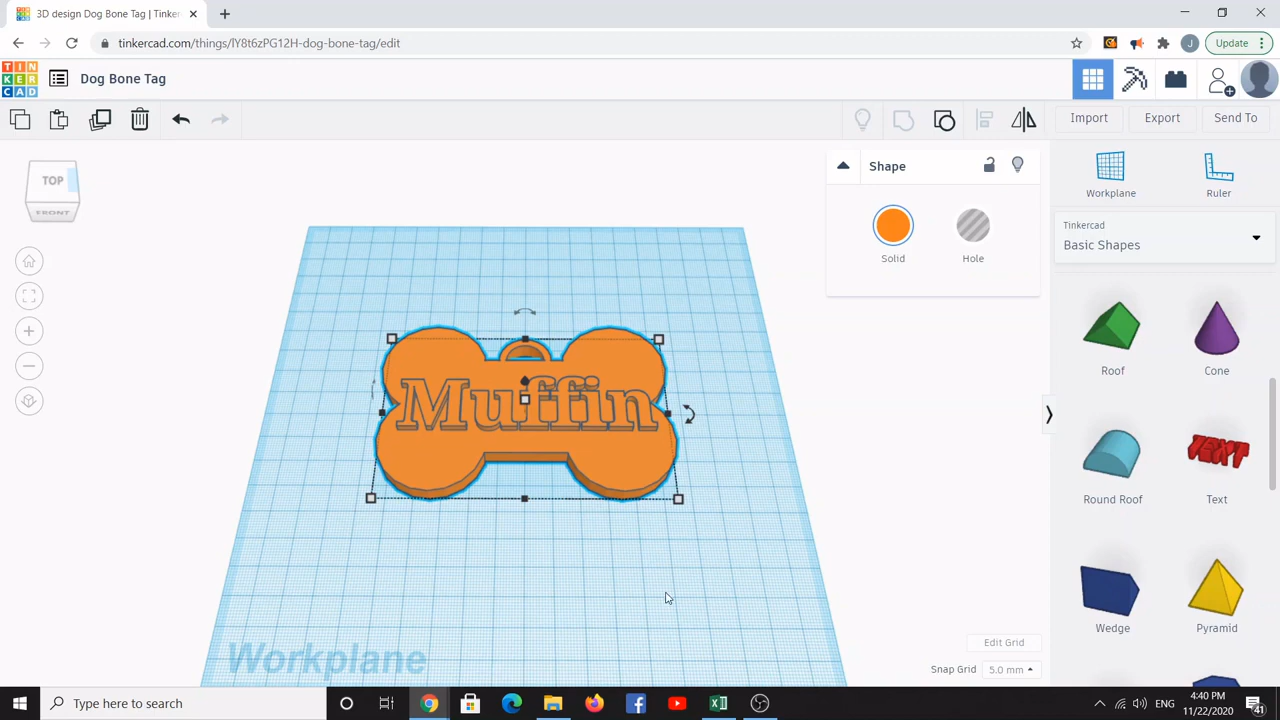 3D design Dog Bone Tag | Tinker
tinkercad.com/things/lY8t6zPG12H-dog-bone-tag/edit
J
Update
TIN
KER
CAD
Dog Bone Tag
Import
Export
Send To
TOP
FRONT
Shape
Solid
Hole
Workplane
Ruler
Tinkercad
Basic Shapes
Muffin
Roof
Cone
TEXT
Round Roof
Text
Wedge
Pyramid
Workplane
Edit Grid
Snap Grid
5.0 mm
Type here to search
ENG
4:40 PM
11/22/2020
41